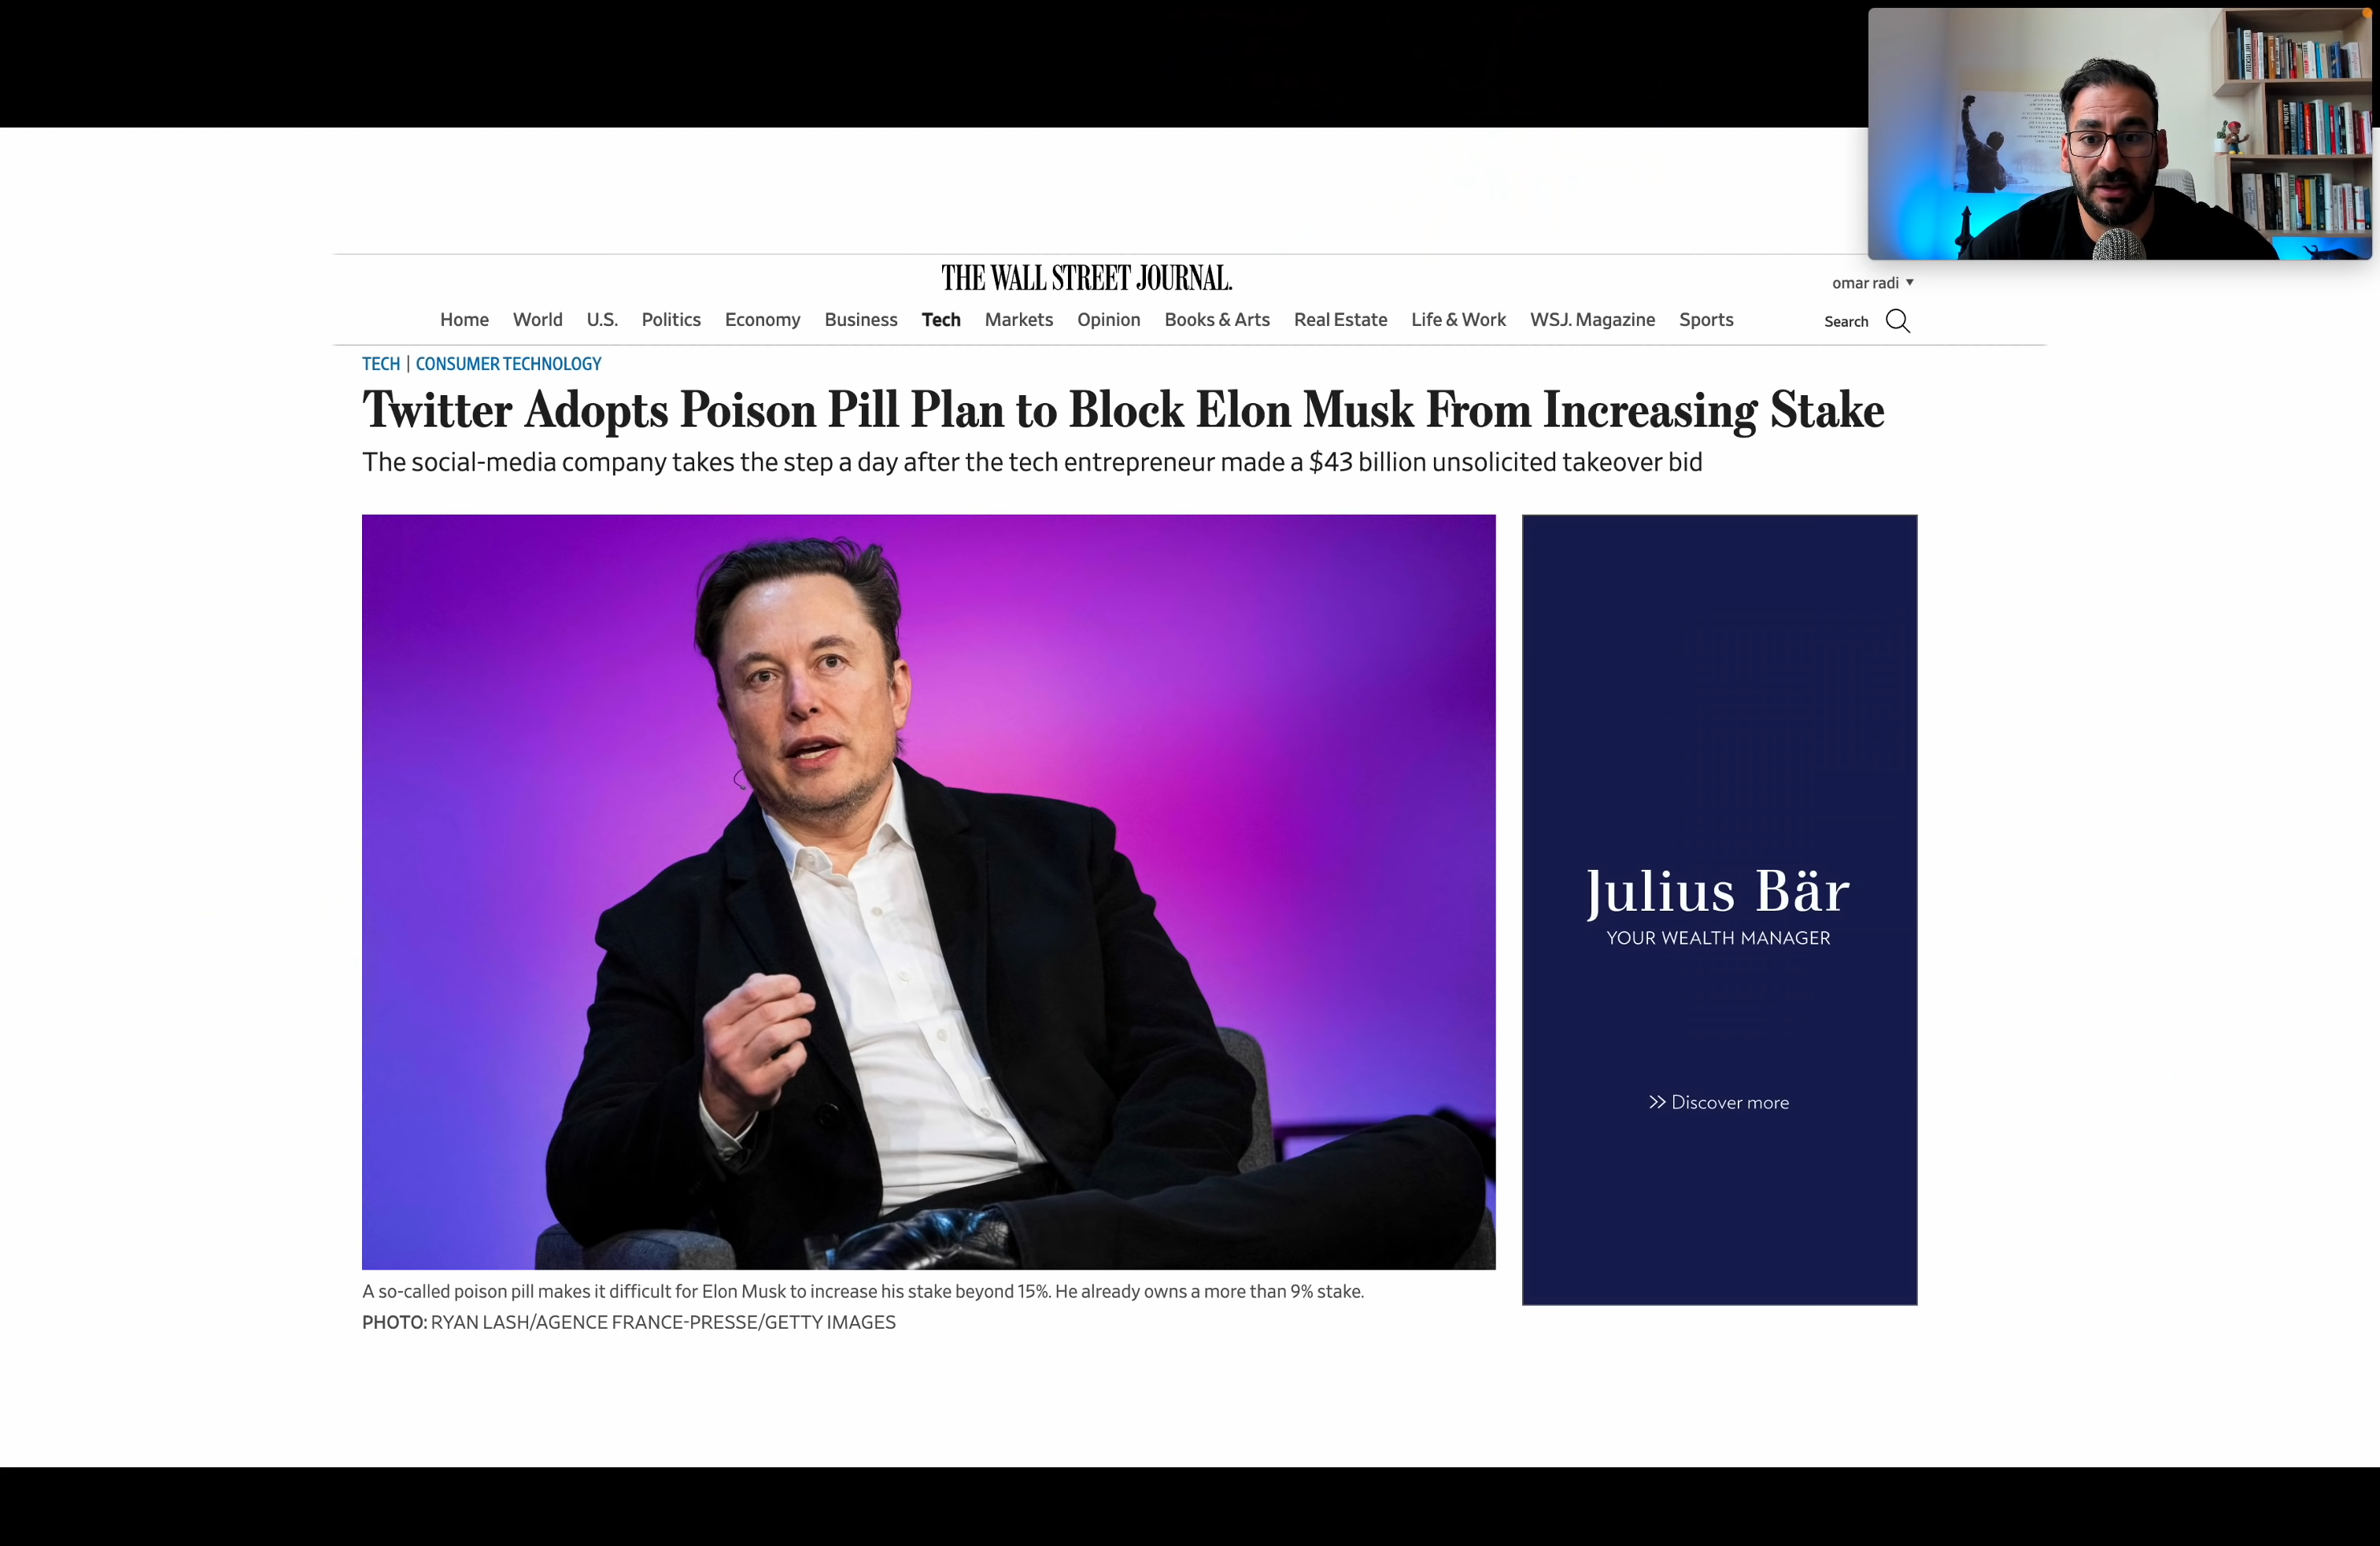 THE WALL STREET JOURNAL.
omar radi
Home World U.S. Politics Economy Business Tech Markets Opinion Books & Arts Real Estate Life & Work WSJ. Magazine Sports
Search
TECH | CONSUMER TECHNOLOGY
Twitter Adopts Poison Pill Plan to Block Elon Musk From Increasing Stake
The social-media company takes the step a day after the tech entrepreneur made a $43 billion unsolicited takeover bid
Julius Bär
YOUR WEALTH MANAGER
>> Discover more
A so-called poison pill makes it difficult for Elon Musk to increase his stake beyond 15%. He already owns a more than 9% stake.
PHOTO: RYAN LASH/AGENCE FRANCE-PRESSE/GETTY IMAGES